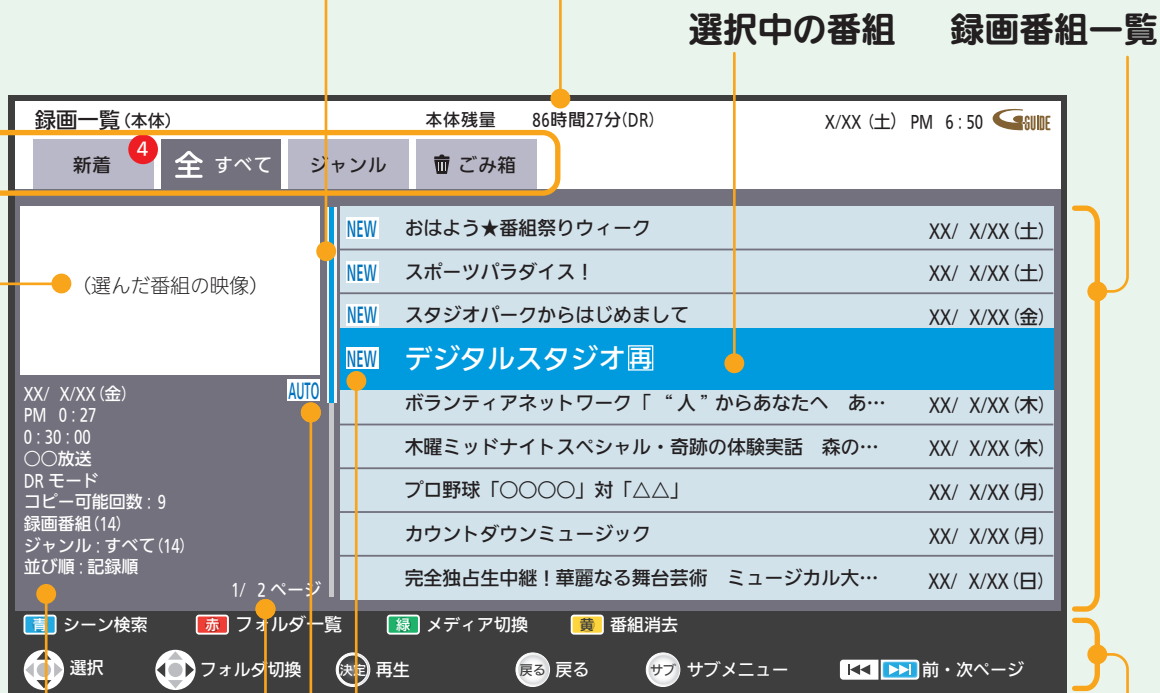 選択中の番組 録画番組一覧
録画一覧(本体) 本体残量 86時間27分(DR) X/XX (土) PM 6:50 G-GUIDE
新着 4 全 すべて ジャンル ごみ箱
(選んだ番組の映像)
NEW おはよう★番組祭りウィーク XX/ X/XX(土)
NEW スポーツパラダイス! XX/ X/XX(土)
NEW スタジオパークからはじめまして XX/ X/XX(金)
NEW デジタルスタジオ再
ボランティアネットワーク「“人”からあなたへ あ… XX/ X/XX(木)
木曜ミッドナイトスペシャル・奇跡の体験実話 森の… XX/ X/XX(木)
プロ野球「○○○○」対「△△」 XX/ X/XX(月)
カウントダウンミュージック XX/ X/XX(月)
完全独占生中継!華麗なる舞台芸術 ミュージカル大… XX/ X/XX(日)
XX/ X/XX(金) AUTO
PM 0:27
0:30:00
○○放送
DRモード
コピー可能回数:9
録画番組(14)
ジャンル:すべて(14)
並び順:記録順
1/ 2ページ
青 シーン検索 赤 フォルダ一覧 緑 メディア切換 黄 番組消去
選択 フォルダ切換 決定 再生 戻る 戻る サブ サブメニュー 前・次ページ